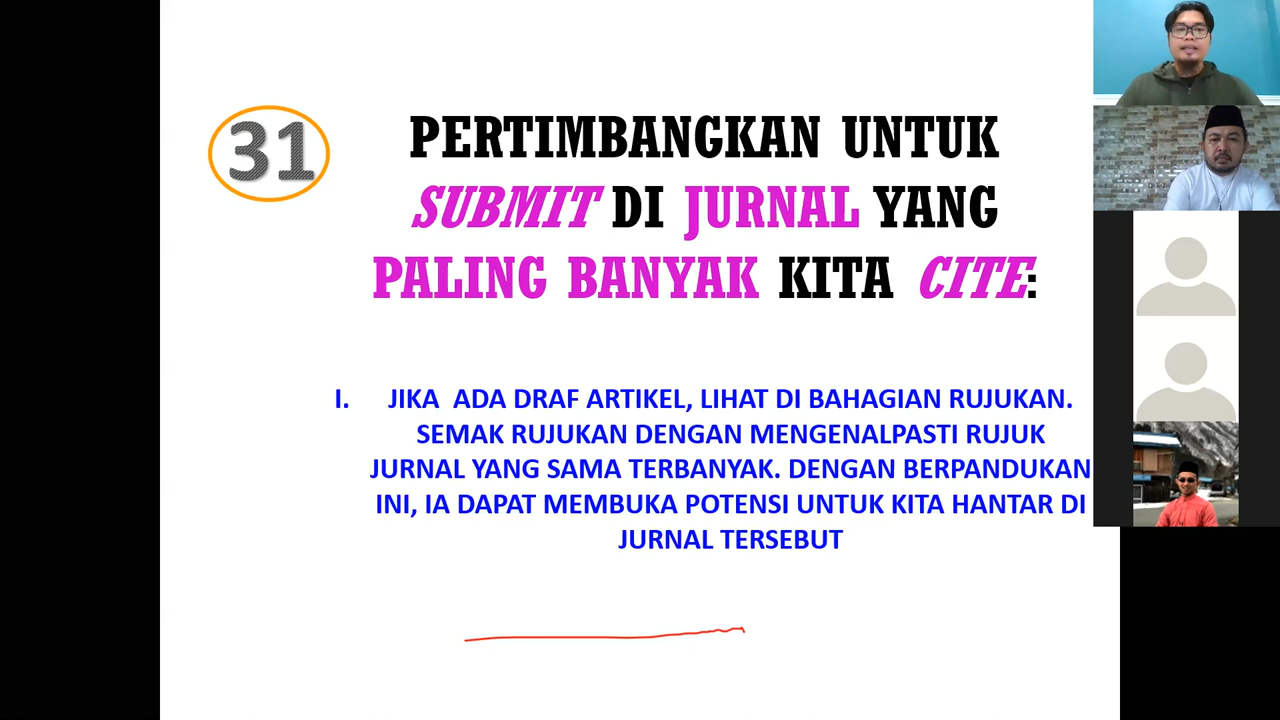 31
PERTIMBANGKAN UNTUK
SUBMIT DI JURNAL YANG
PALING BANYAK KITA CITE:
I. JIKA ADA DRAF ARTIKEL, LIHAT DI BAHAGIAN RUJUKAN.
SEMAK RUJUKAN DENGAN MENGENALPASTI RUJUK
JURNAL YANG SAMA TERBANYAK. DENGAN BERPANDUKAN
INI, IA DAPAT MEMBUKA POTENSI UNTUK KITA HANTAR DI
JURNAL TERSEBUT